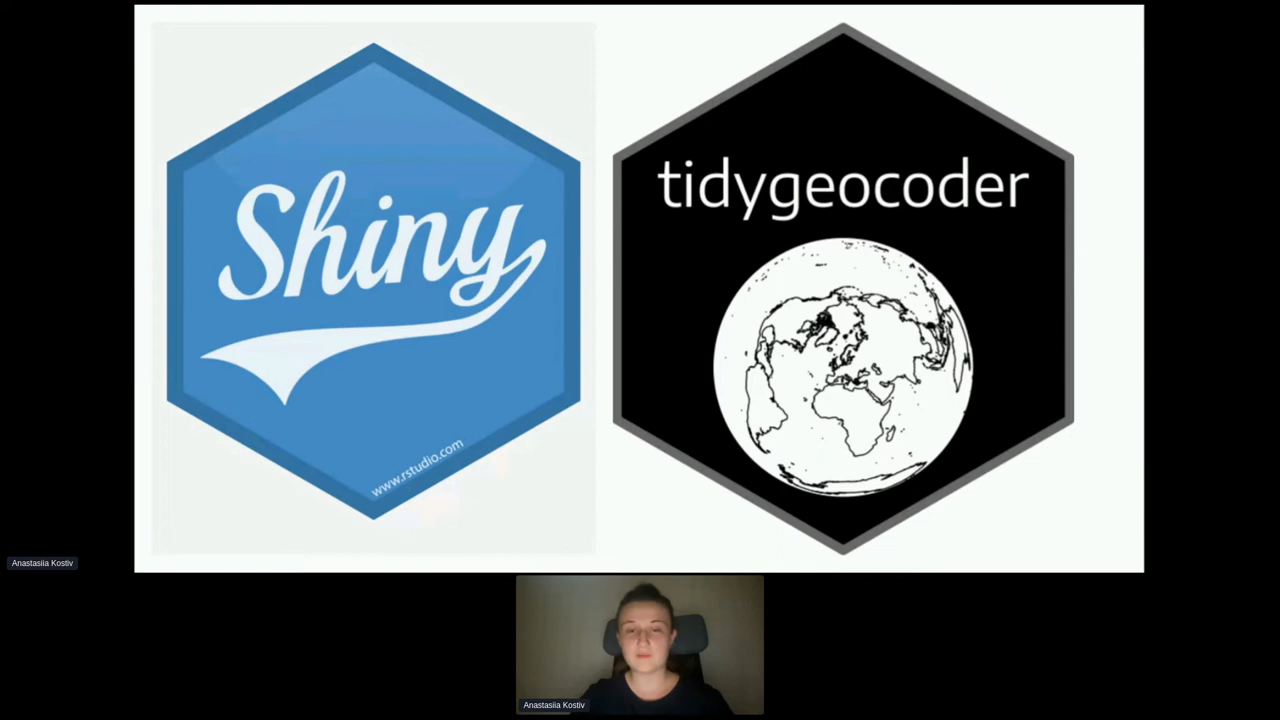 Shiny
www.rstudio.com
tidygeocoder
Anastasiia Kostiv
Anastasiia Kostiv